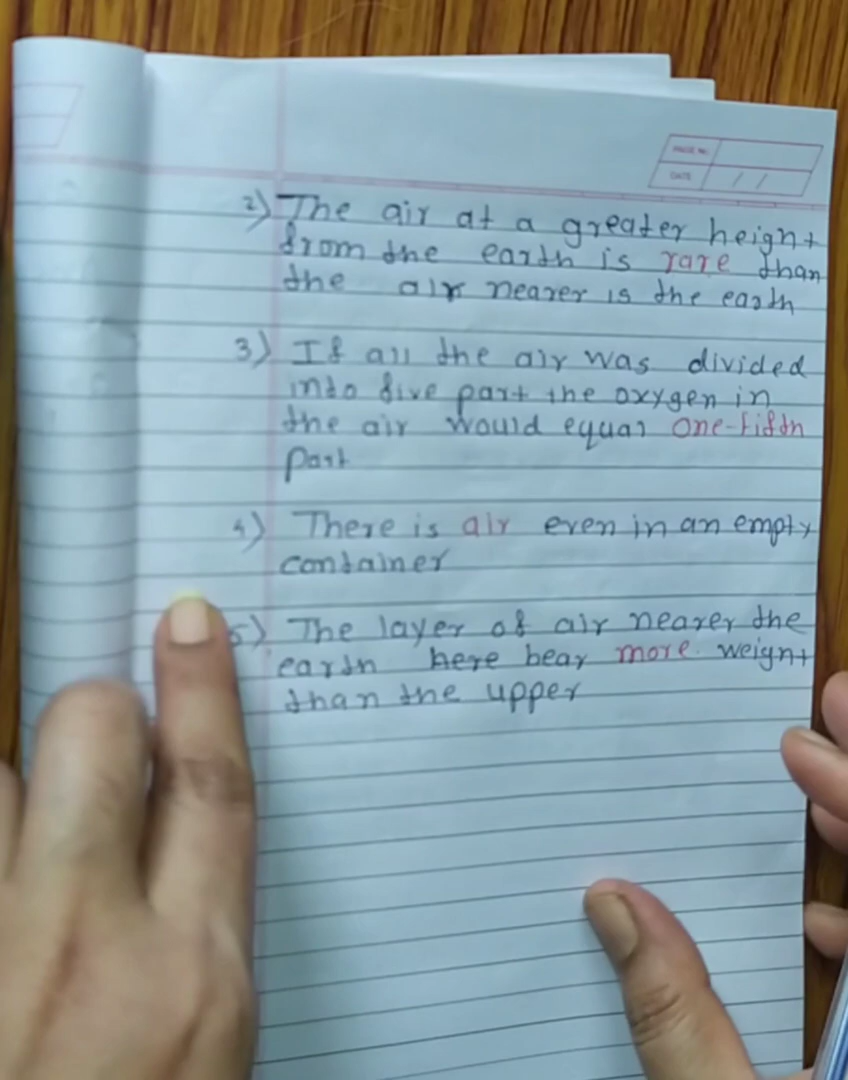 PAGE No.
DATE / /
2) The air at a greater height
from the earth is rare than
the air nearer is the earth
3) If all the air was divided
into five part the oxygen in
the air would equal one-fifth
part
4) There is air even in an empty
container
5) The layer of air nearer the
earth here bear more weight
than the upper